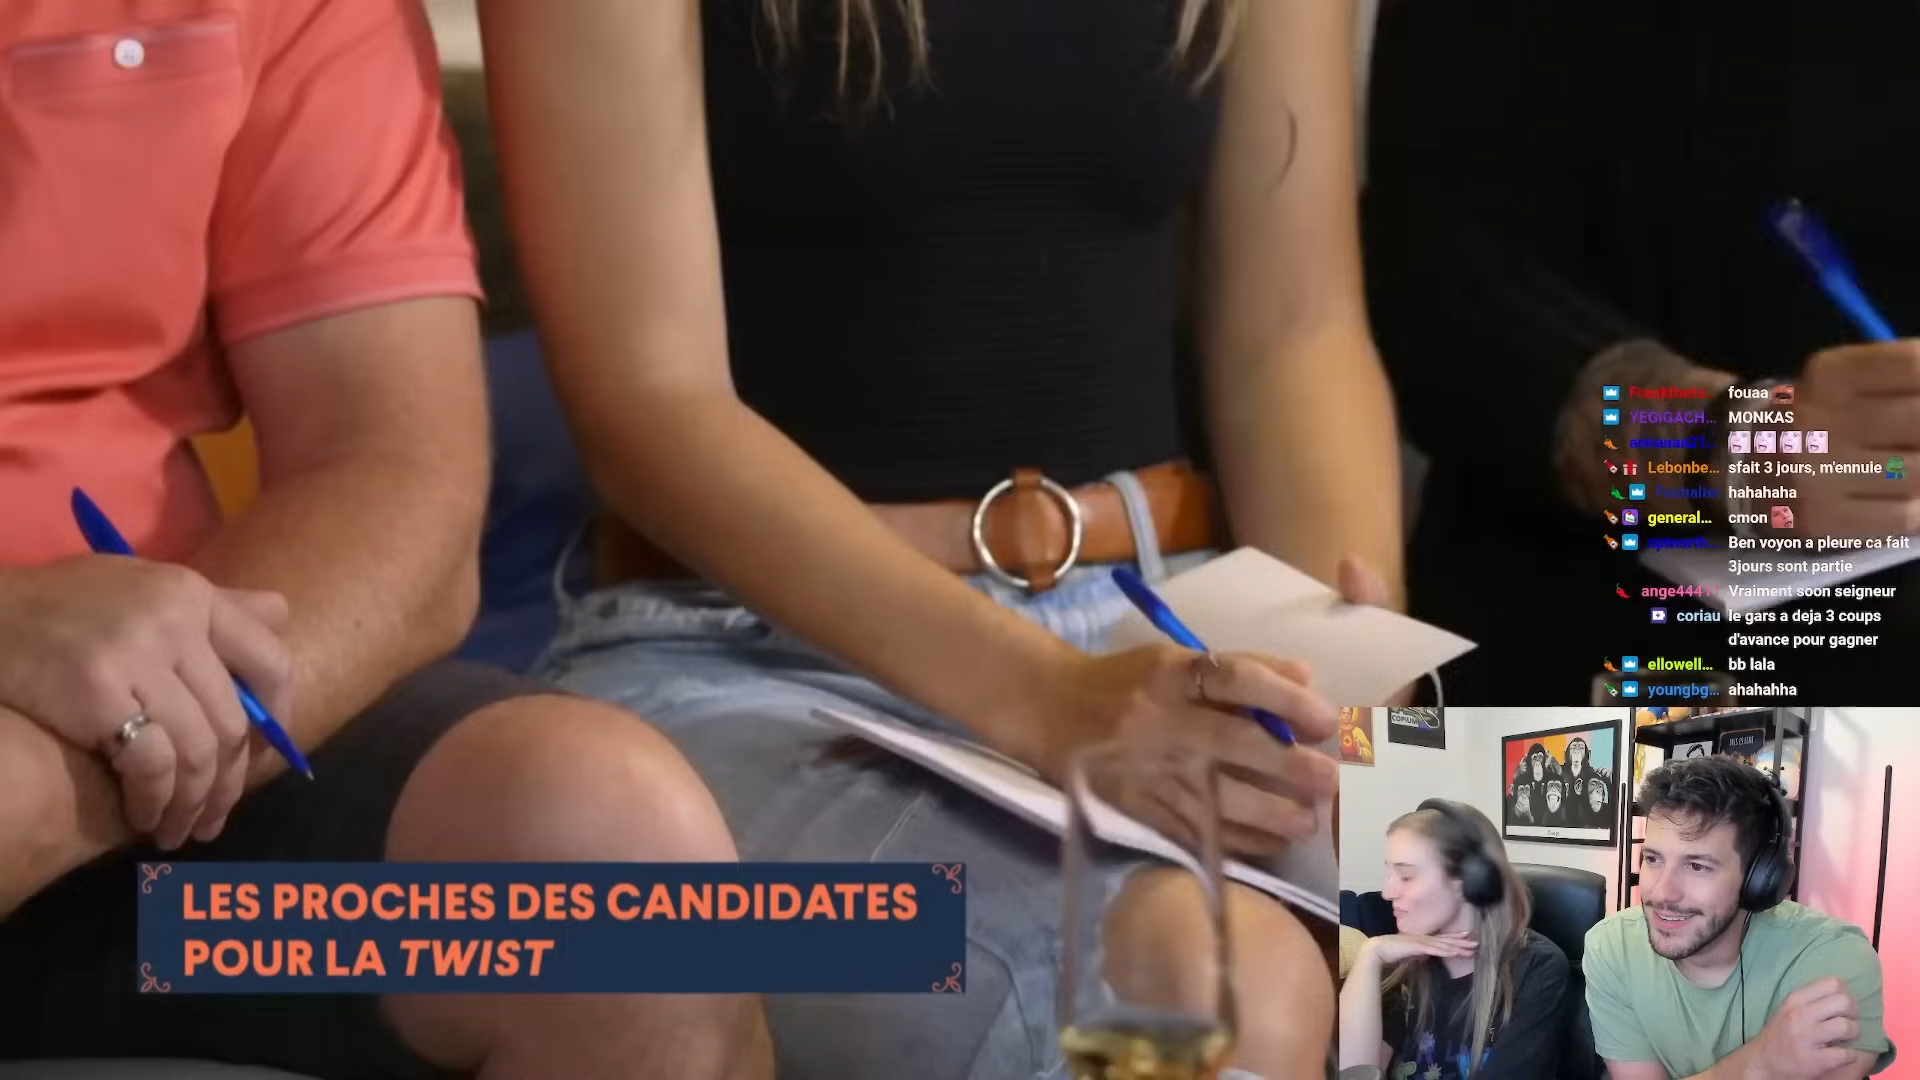 fouaa
YEGIGACH... MONKAS
Lebonbe... sfait 3 jours, m'ennuie
hahahaha
general... cmon
Ben voyon a pleure ca fait
3jours sont partie
Vraiment soon seigneur
coriau le gars a deja 3 coups
d'avance pour gagner
ellowell... bb lala
youngbg... ahahahha
COPIUM
LES PROCHES DES CANDIDATES
POUR LA TWIST